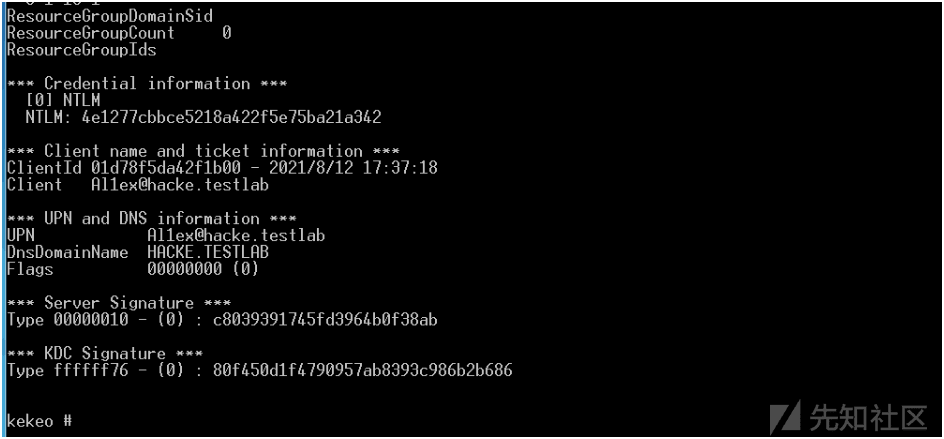 ResourceGroupDomainSid
ResourceGroupCount     0
ResourceGroupIds
*** Credential information ***
  [0] NTLM
  NTLM: 4e1277cbbce5218a422f5e75ba21a342
*** Client name and ticket information ***
ClientId 01d78f5da42f1b00 - 2021/8/12 17:37:18
Client   Al1ex@hacke.testlab
*** UPN and DNS information ***
UPN            Al1ex@hacke.testlab
DnsDomainName  HACKE.TESTLAB
Flags          00000000 (0)
*** Server Signature ***
Type 00000010 - (0) : c8039391745fd3964b0f38ab
*** KDC Signature ***
Type ffffff76 - (0) : 80f450d1f4790957ab8393c986b2b686
kekeo #
先知社区